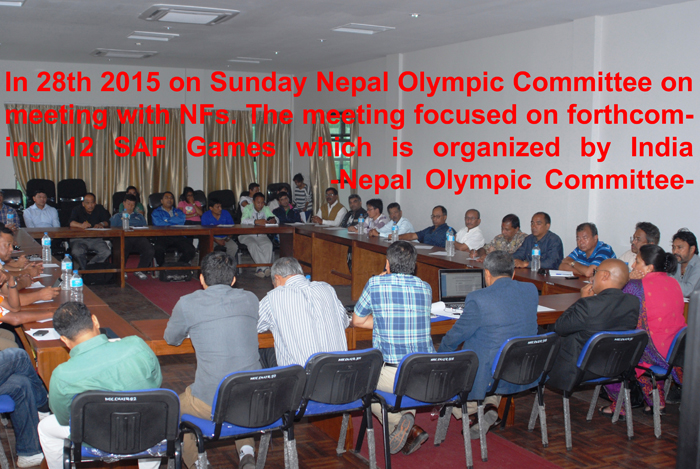 In 28th 2015 on Sunday Nepal Olympic Committee on
meeting with NFs. The meeting focused on forthcom-
ing 12 SAF Games which is organized by India
-Nepal Olympic Committee-